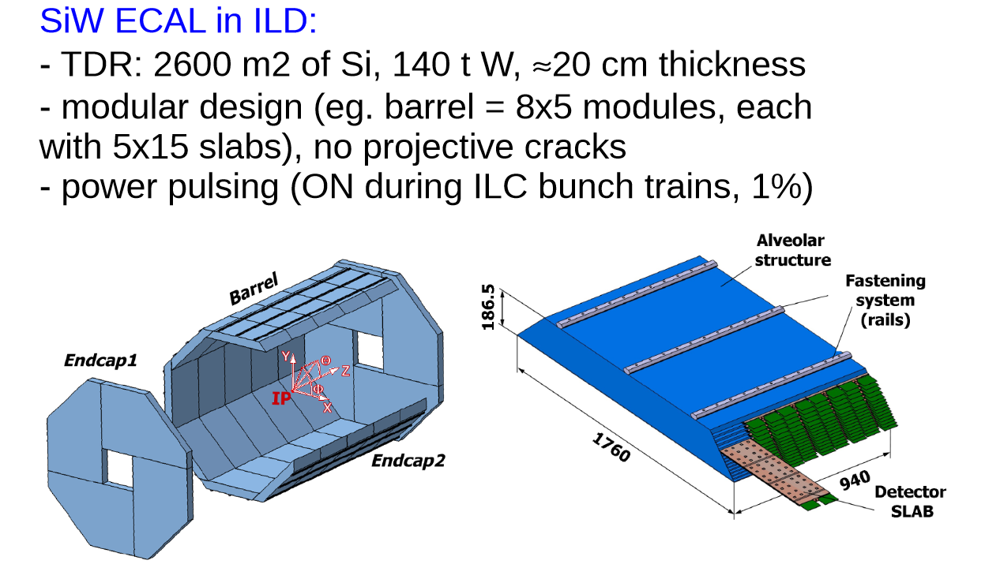 SiW ECAL in ILD:
- TDR: 2600 m2 of Si, 140 t W, ≈20 cm thickness
- modular design (eg. barrel = 8x5 modules, each
with 5x15 slabs), no projective cracks
- power pulsing (ON during ILC bunch trains, 1%)
Barrel
Endcap1
Endcap2
Y
Θ
Z
Φ
IP
X
Alveolar
structure
Fastening
system
(rails)
186.5
1760
940
Detector
SLAB